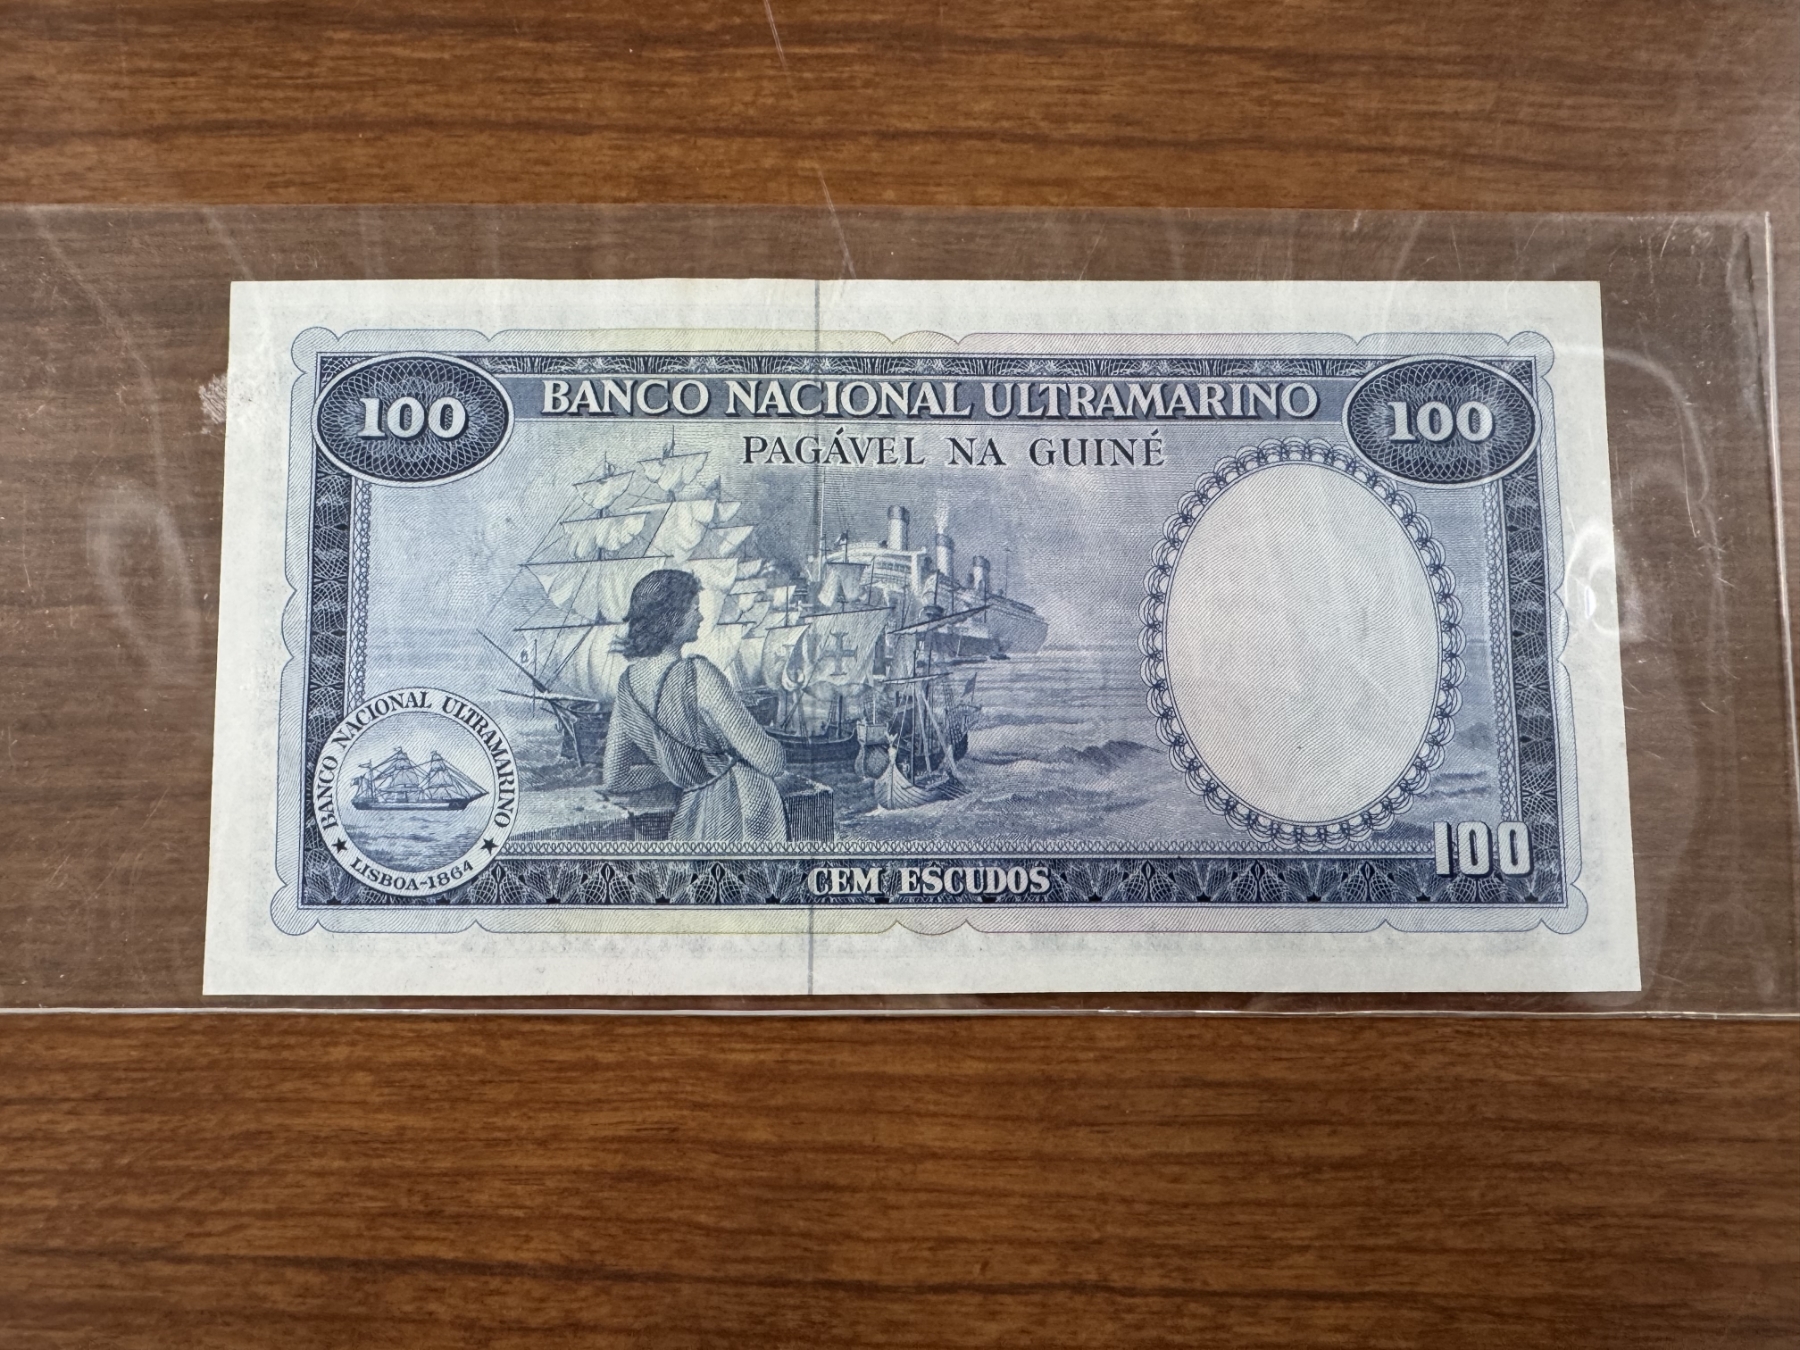 100 BANCO NACIONAL ULTRAMARINO 100
PAGÁVEL NA GUINÉ
BANCO NACIONAL ULTRAMARINO
★ LISBOA-1864 ★
100
CEM ESCUDOS